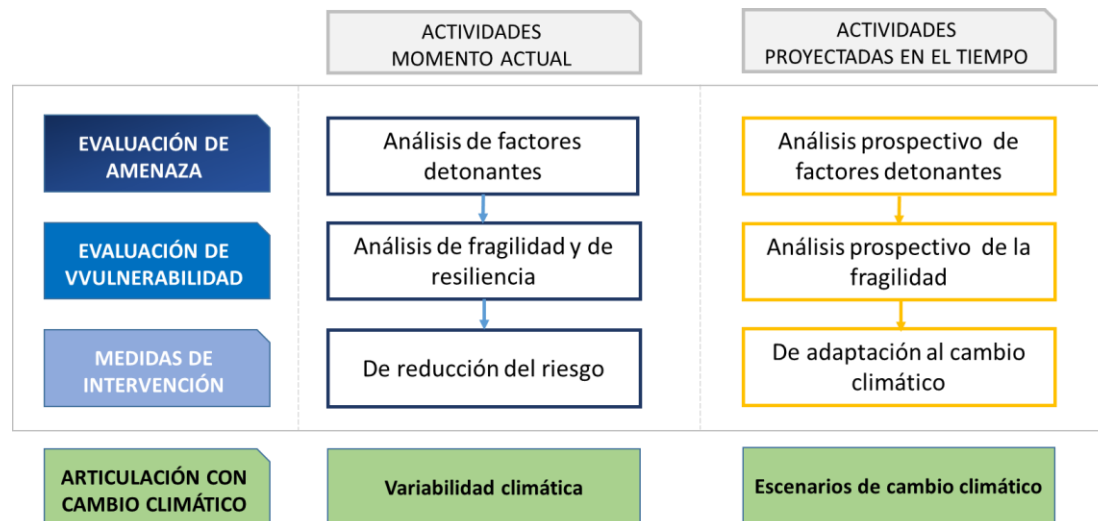 ACTIVIDADES
MOMENTO ACTUAL
ACTIVIDADES
PROYECTADAS EN EL TIEMPO
EVALUACIÓN DE
AMENAZA
Análisis de factores
detonantes
Análisis prospectivo de
factores detonantes
EVALUACIÓN DE
VVULNERABILIDAD
Análisis de fragilidad y de
resiliencia
Análisis prospectivo de la
fragilidad
MEDIDAS DE
INTERVENCIÓN
De reducción del riesgo
De adaptación al cambio
climático
ARTICULACIÓN CON
CAMBIO CLIMÁTICO
Variabilidad climática
Escenarios de cambio climático